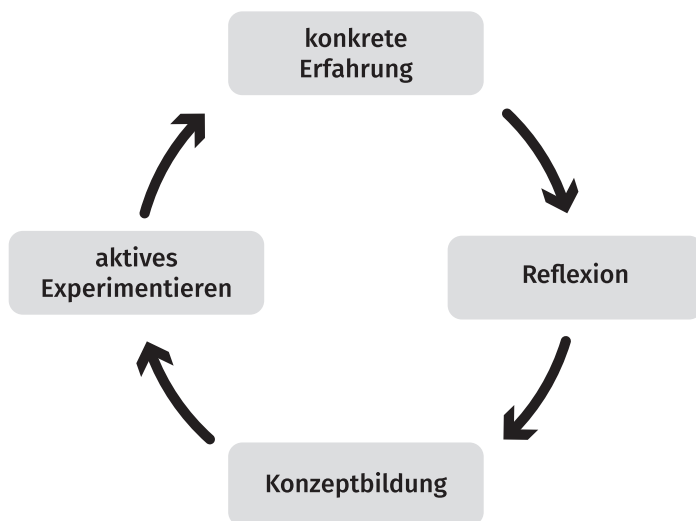 konkrete
Erfahrung
Reflexion
Konzeptbildung
aktives
Experimentieren